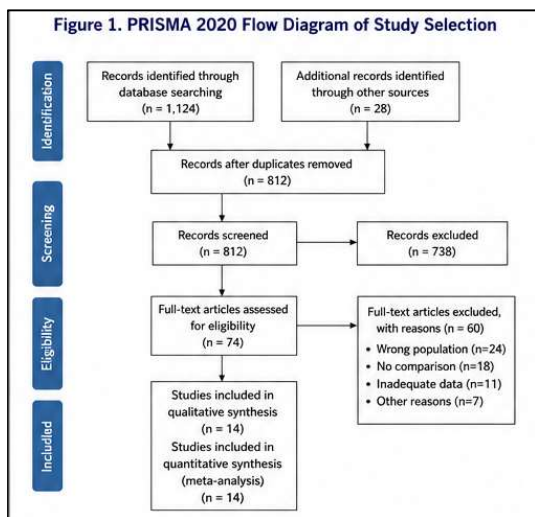 Figure 1. PRISMA 2020 Flow Diagram of Study Selection
Identification
Records identified through
database searching
(n = 1,124)
Additional records identified
through other sources
(n = 28)
Records after duplicates removed
(n = 812)
Screening
Records screened
(n = 812)
Records excluded
(n = 738)
Eligibility
Full-text articles assessed
for eligibility
(n = 74)
Full-text articles excluded,
with reasons (n = 60)
• Wrong population (n=24)
• No comparison (n=18)
• Inadequate data (n=11)
• Other reasons (n=7)
Included
Studies included in
qualitative synthesis
(n = 14)
Studies included in
quantitative synthesis
(meta-analysis)
(n = 14)